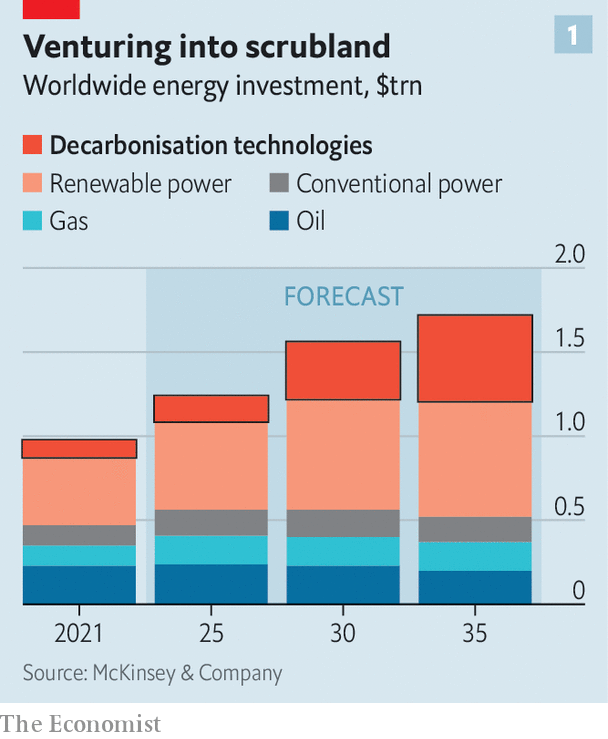 1
Venturing into scrubland
Worldwide energy investment, $trn
Decarbonisation technologies
Renewable power Conventional power
Gas Oil
2.0
FORECAST
1.5
1.0
0.5
0
2021 25 30 35
Source: McKinsey & Company
The Economist